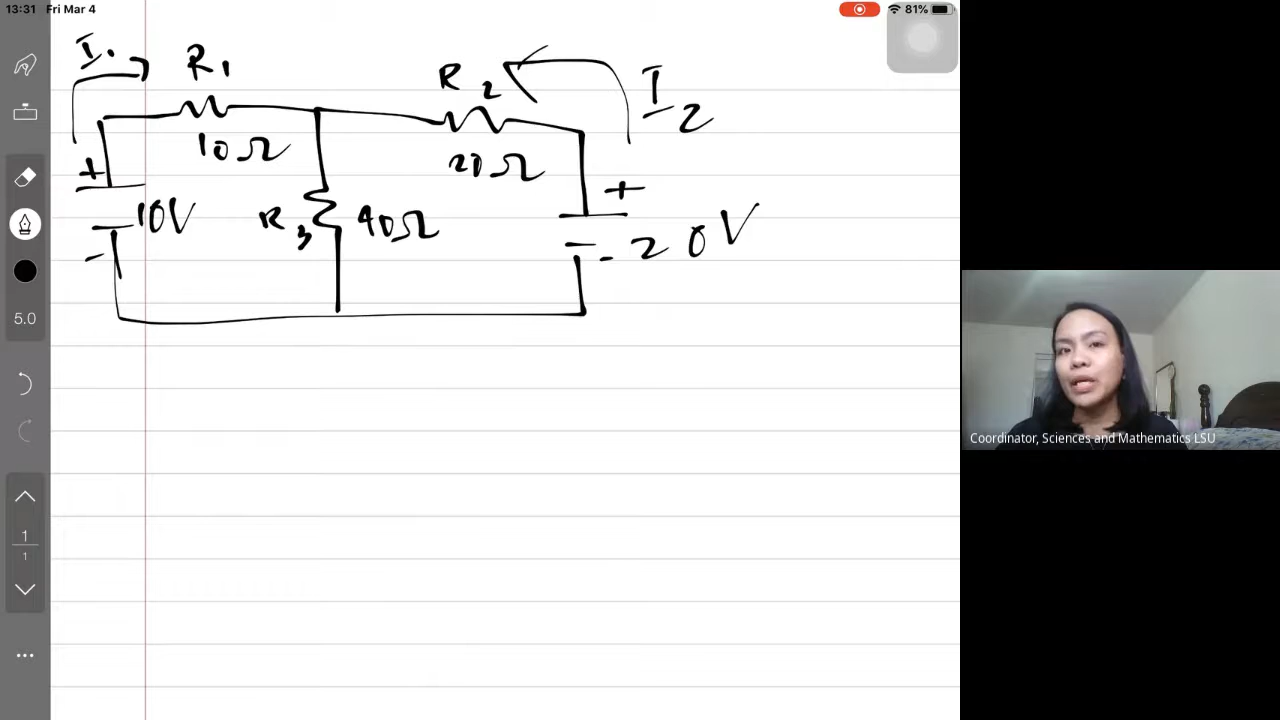 13:31 Fri Mar 4
81%
I1
R1
R2
I2
10Ω
20Ω
+
+
10V
R3
40Ω
-
- 20V
5.0
1
1
Coordinator, Sciences and Mathematics LSU